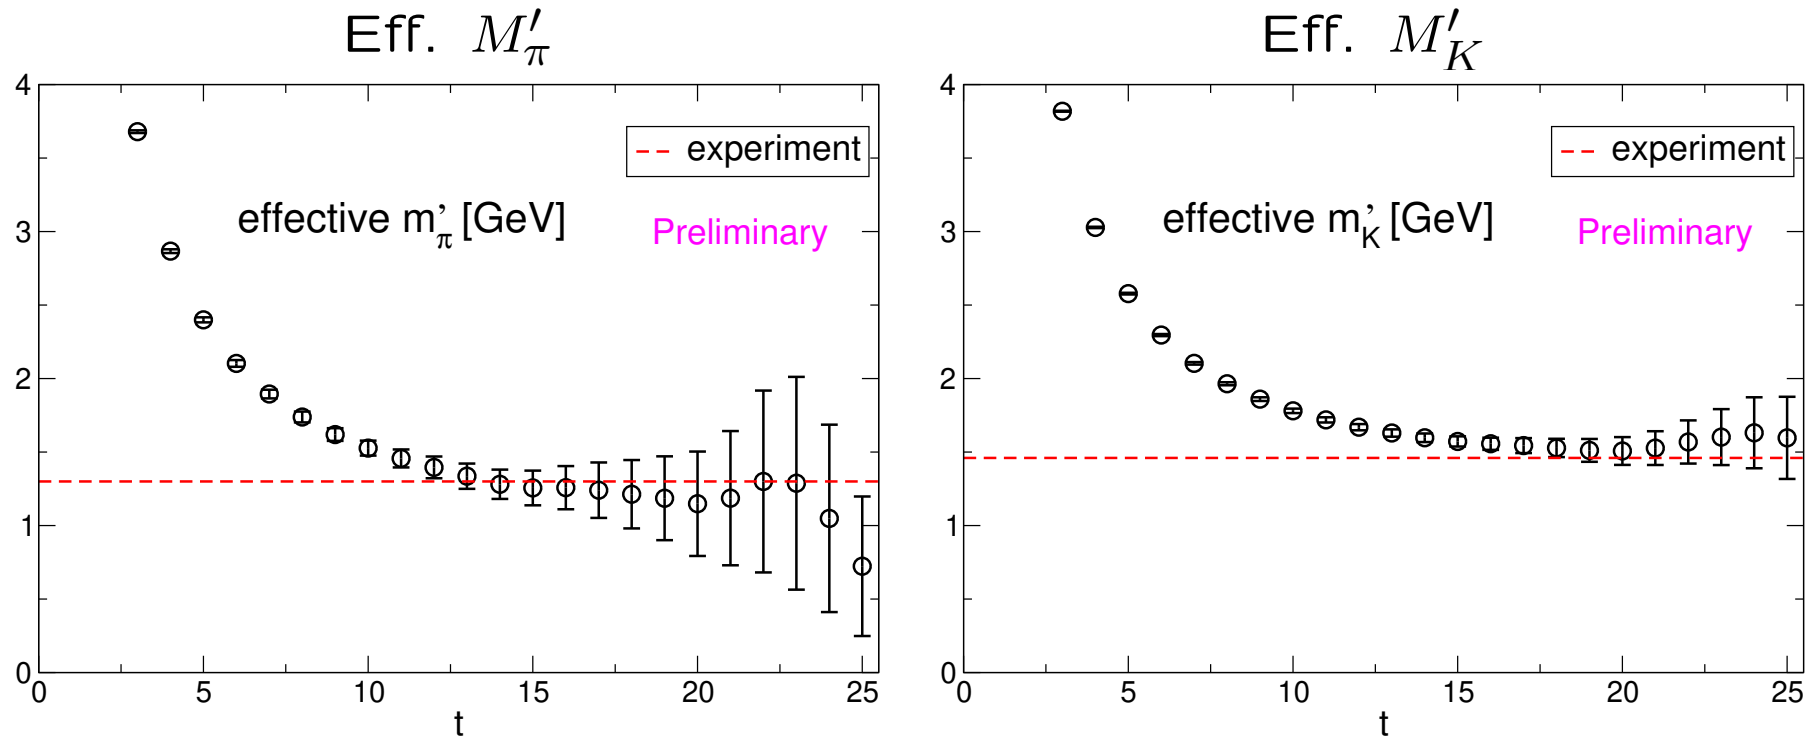 Eff. M′π
4
3
2
1
0
0 5 10 15 20 25
t
experiment
effective m'π [GeV]
Preliminary
Eff. M′K
4
3
2
1
0
0 5 10 15 20 25
t
experiment
effective m'K [GeV]
Preliminary